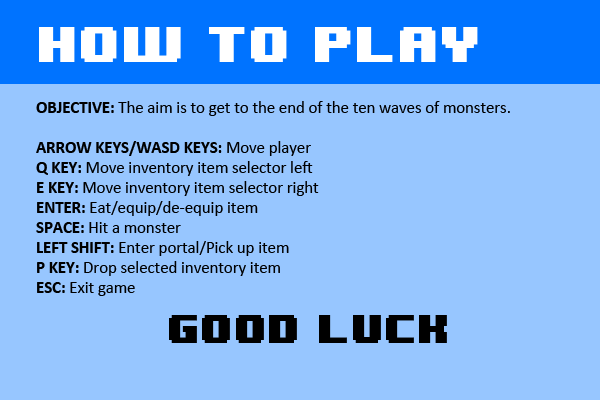 HOW TO PLAY
OBJECTIVE: The aim is to get to the end of the ten waves of monsters.
ARROW KEYS/WASD KEYS: Move player
Q KEY: Move inventory item selector left
E KEY: Move inventory item selector right
ENTER: Eat/equip/de-equip item
SPACE: Hit a monster
LEFT SHIFT: Enter portal/Pick up item
P KEY: Drop selected inventory item
ESC: Exit game
GOOD LUCK